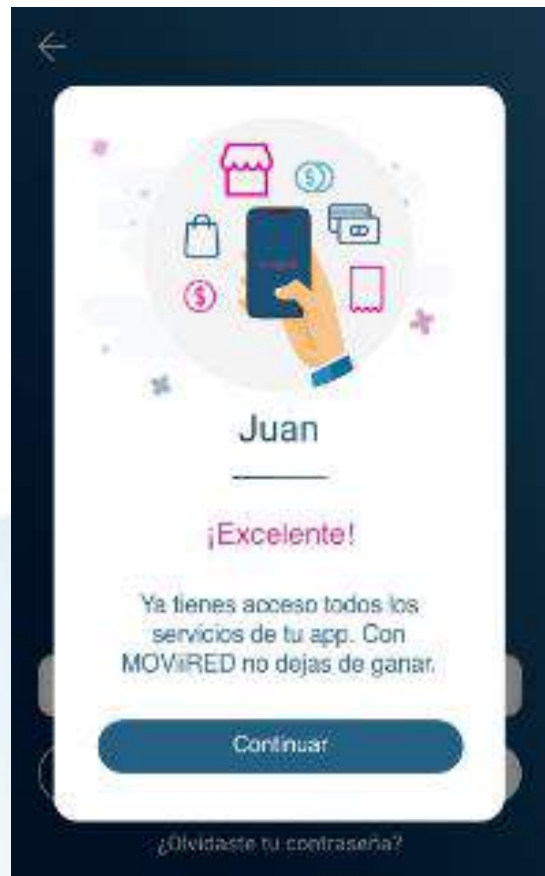 Juan
¡Excelente!
Ya tienes acceso todos los
servicios de tu app. Con
MOViiRED no dejas de ganar.
Continuar
¿Olvidaste tu contraseña?